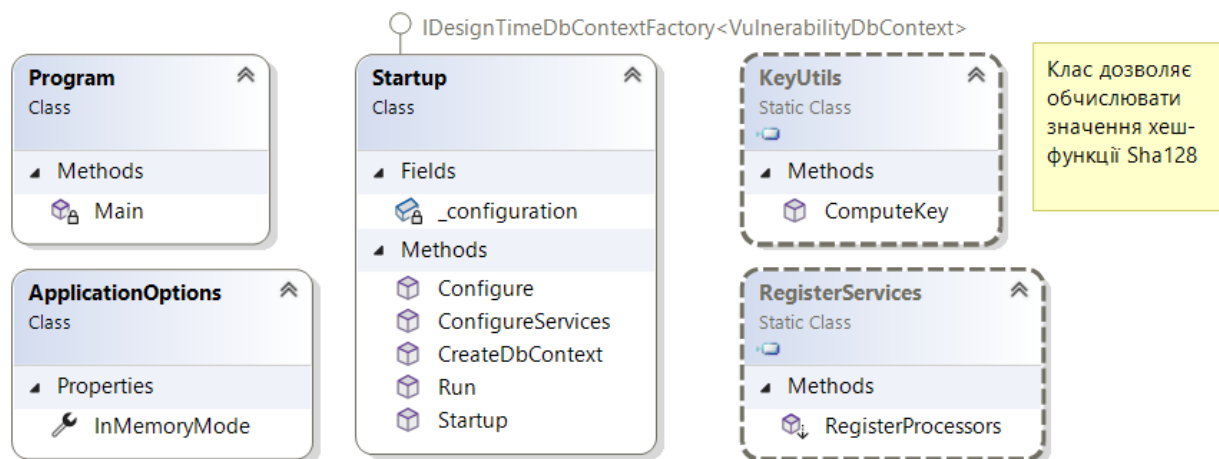 IDesignTimeDbContextFactory<VulnerabilityDbContext>
Program
Class
Methods
Main
ApplicationOptions
Class
Properties
InMemoryMode
Startup
Class
Fields
_configuration
Methods
Configure
ConfigureServices
CreateDbContext
Run
Startup
KeyUtils
Static Class
Methods
ComputeKey
RegisterServices
Static Class
Methods
RegisterProcessors
Клас дозволяє
обчислювати
значення хеш-
функції Sha128